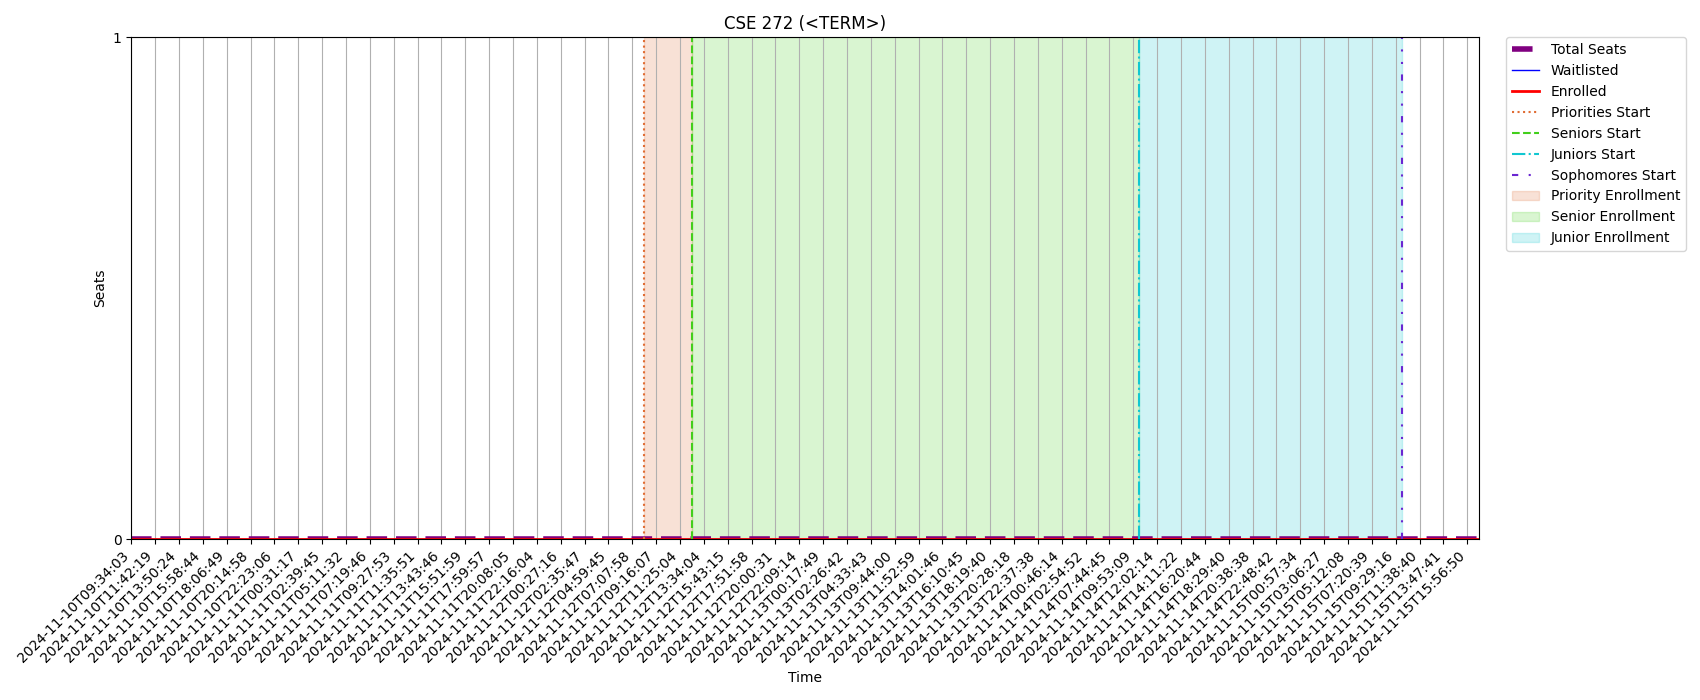 CSE 272 (<TERM>)
1
0
Seats
2024-11-10T09:34:03
2024-11-10T11:42:19
2024-11-10T13:50:24
2024-11-10T15:58:44
2024-11-10T18:06:49
2024-11-10T20:14:58
2024-11-10T22:23:06
2024-11-11T00:31:17
2024-11-11T02:39:45
2024-11-11T05:11:32
2024-11-11T07:19:46
2024-11-11T09:27:53
2024-11-11T11:35:51
2024-11-11T13:43:46
2024-11-11T15:51:59
2024-11-11T17:59:57
2024-11-11T20:08:05
2024-11-11T22:16:04
2024-11-12T00:27:16
2024-11-12T02:35:47
2024-11-12T04:59:45
2024-11-12T07:07:58
2024-11-12T09:16:07
2024-11-12T11:25:04
2024-11-12T13:34:04
2024-11-12T15:43:15
2024-11-12T17:51:58
2024-11-12T20:00:31
2024-11-12T22:09:14
2024-11-13T00:17:49
2024-11-13T02:26:42
2024-11-13T04:33:43
2024-11-13T09:44:00
2024-11-13T11:52:59
2024-11-13T14:01:46
2024-11-13T16:10:45
2024-11-13T18:19:40
2024-11-13T20:28:18
2024-11-13T22:37:38
2024-11-14T00:46:14
2024-11-14T02:54:52
2024-11-14T07:44:45
2024-11-14T09:53:09
2024-11-14T12:02:14
2024-11-14T14:11:22
2024-11-14T16:20:44
2024-11-14T18:29:40
2024-11-14T20:38:38
2024-11-14T22:48:42
2024-11-15T00:57:34
2024-11-15T03:06:27
2024-11-15T05:12:08
2024-11-15T07:20:39
2024-11-15T09:29:16
2024-11-15T11:38:40
2024-11-15T13:47:41
2024-11-15T15:56:50
Time
Total Seats
Waitlisted
Enrolled
Priorities Start
Seniors Start
Juniors Start
Sophomores Start
Priority Enrollment
Senior Enrollment
Junior Enrollment